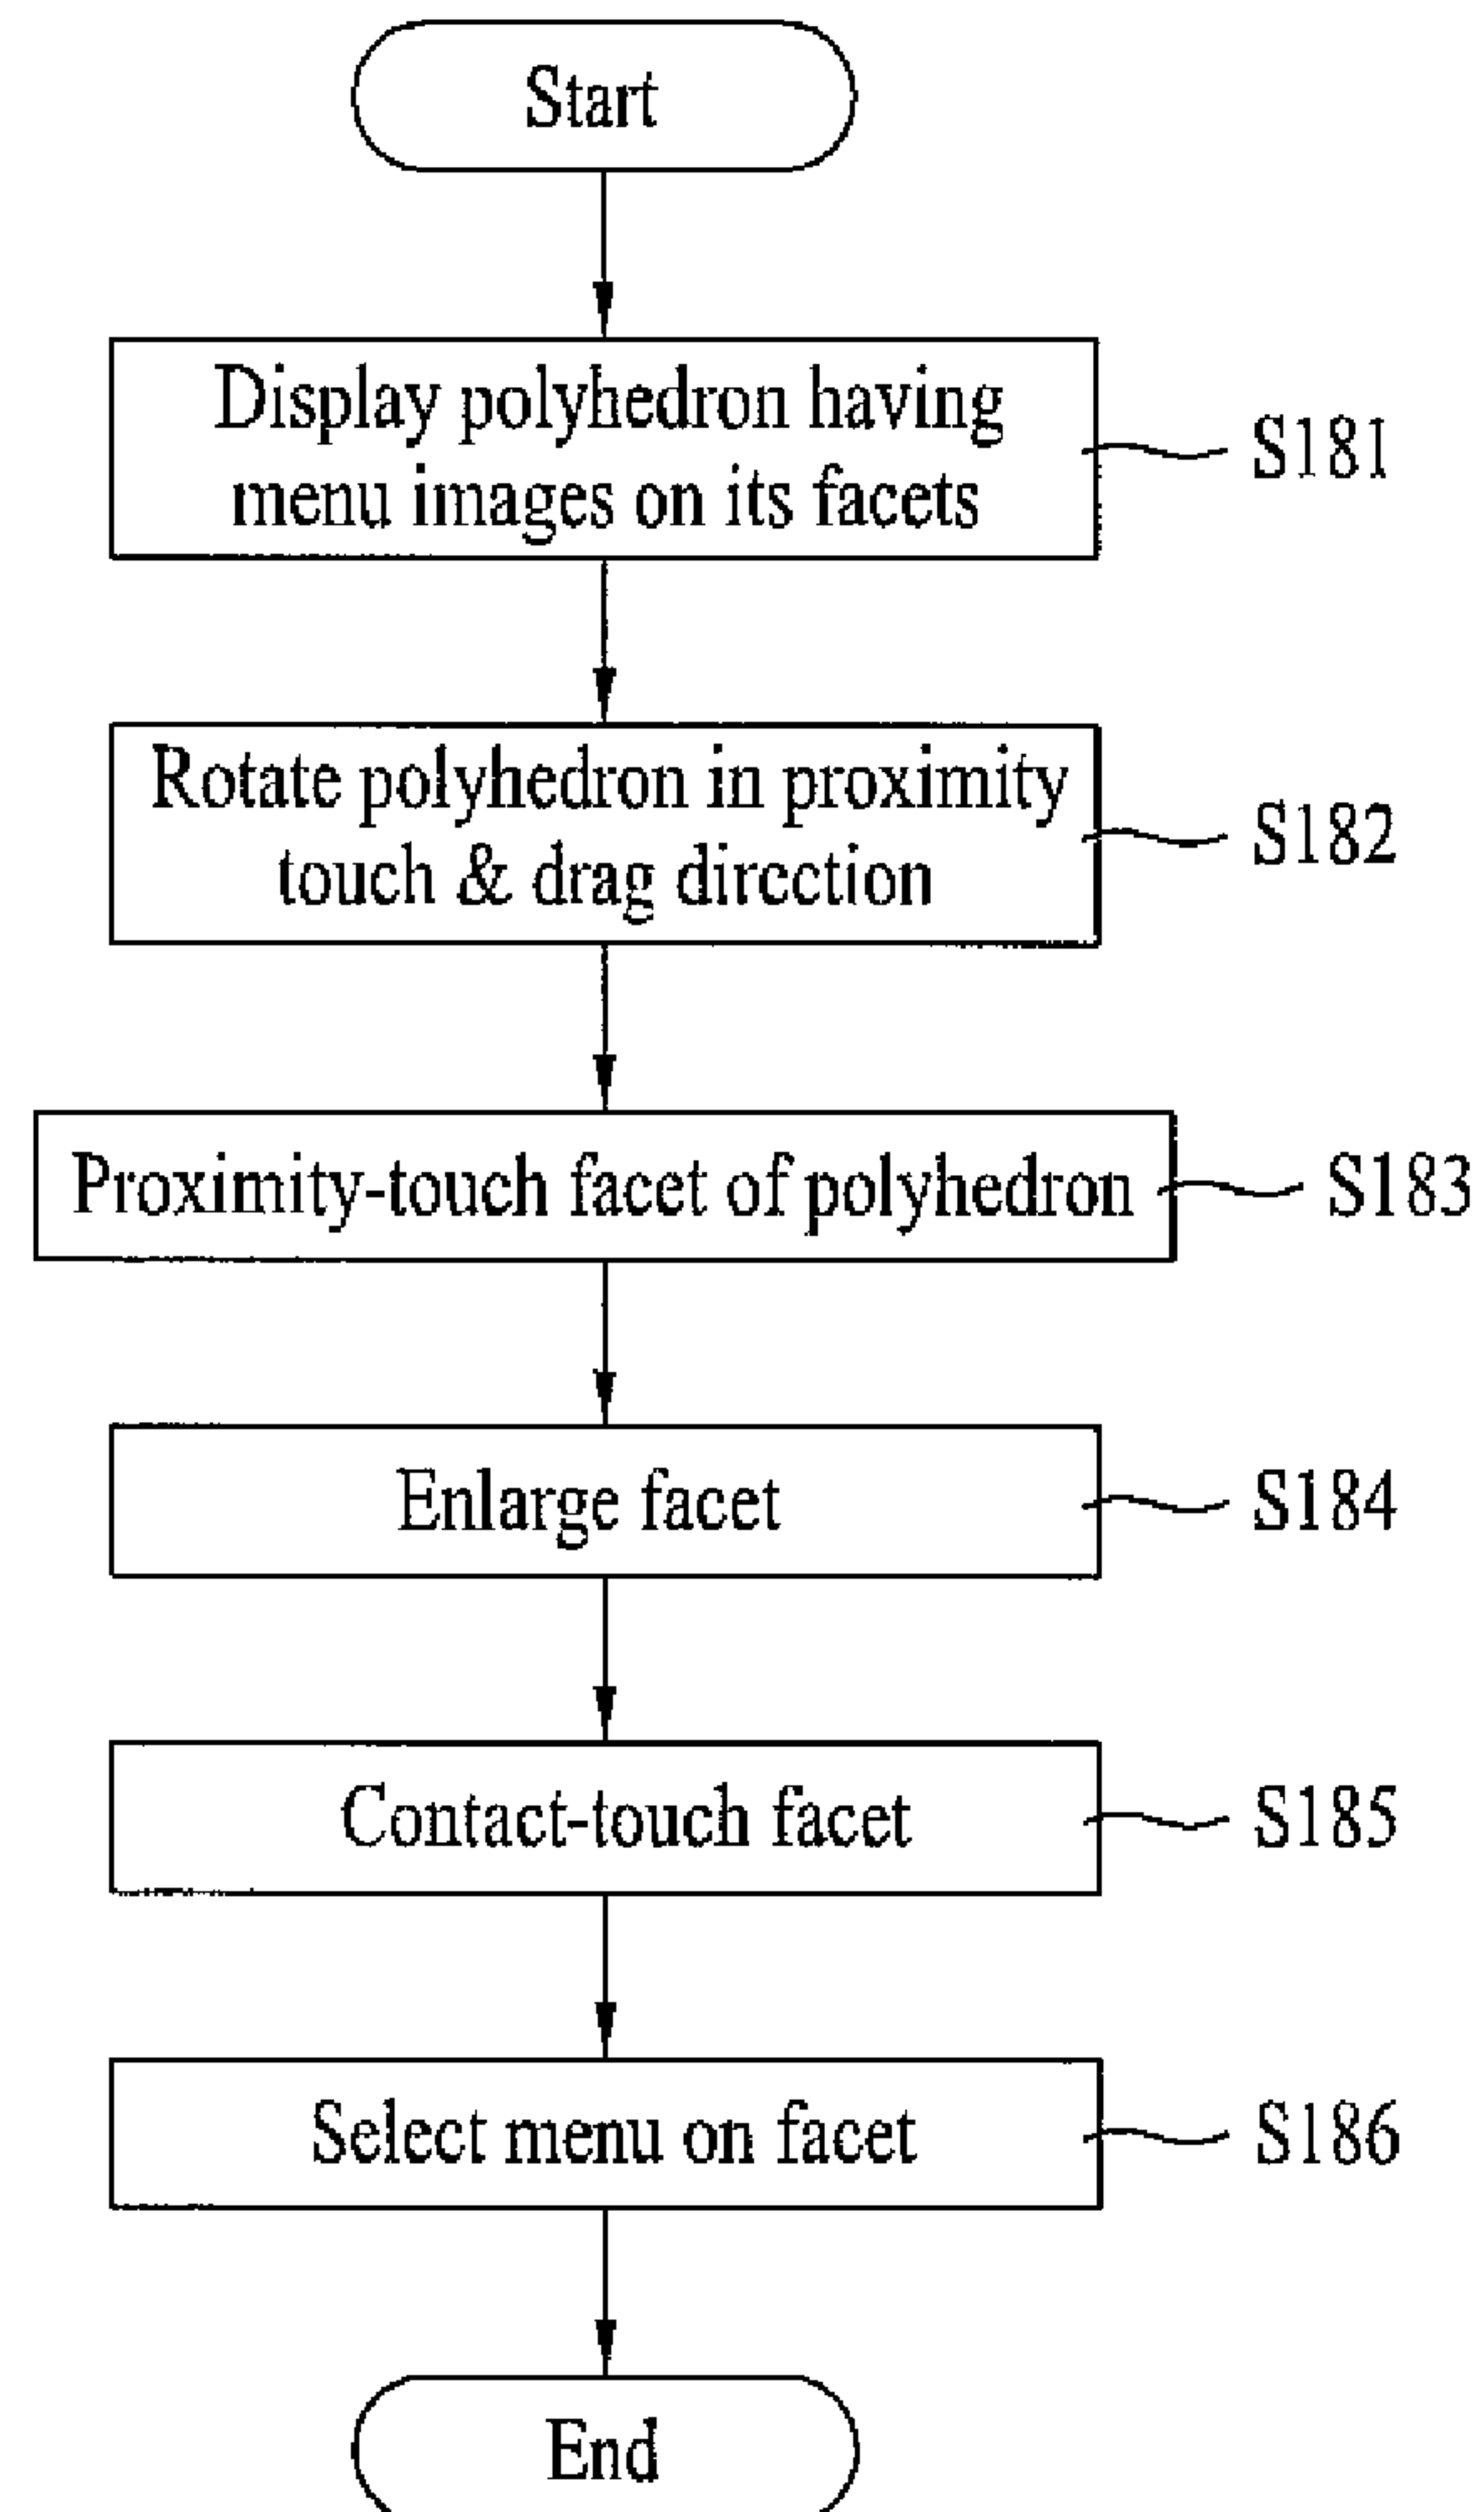 Start
Display polyhedron having
menu images on its facets
S181
Rotate polyhedron in proximity
touch & drag direction
S182
Proximity-touch facet of polyhedron
S183
Enlarge facet
S184
Contact-touch facet
S185
Select menu on facet
S186
End